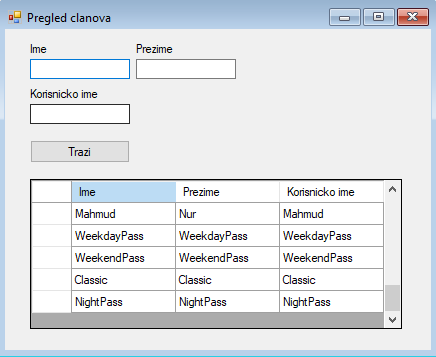 Pregled clanova
Ime Prezime
Korisnicko ime
Trazi
Ime Prezime Korisnicko ime
Mahmud Nur Mahmud
WeekdayPass WeekdayPass WeekdayPass
WeekendPass WeekendPass WeekendPass
Classic Classic Classic
NightPass NightPass NightPass